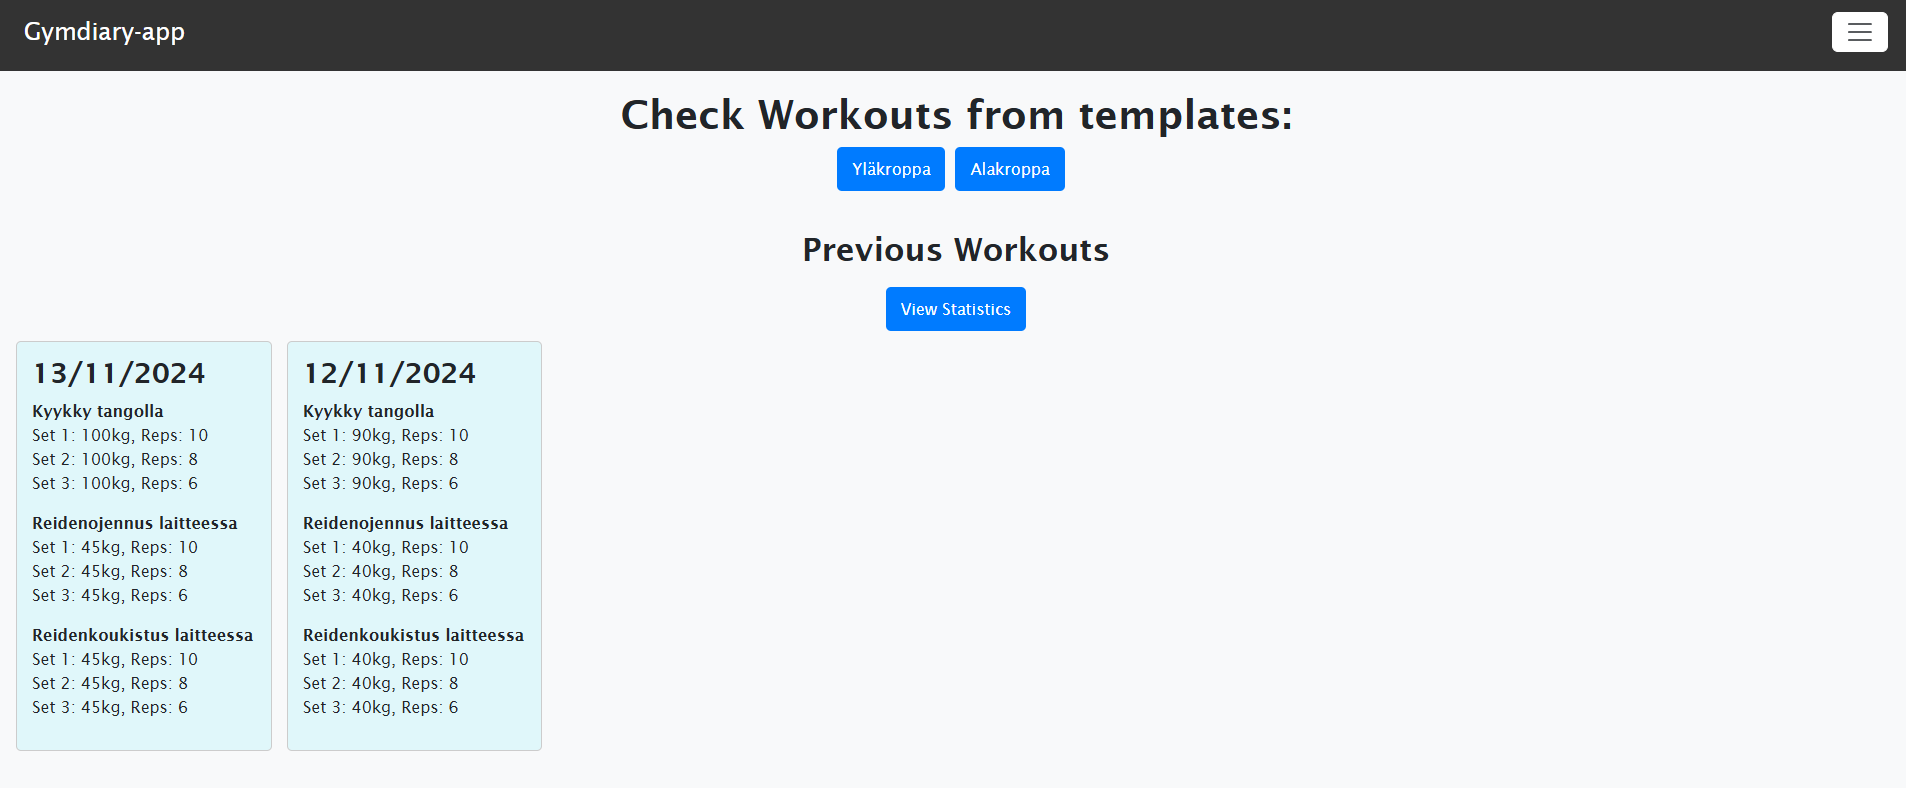 Gymdiary-app
Check Workouts from templates:
Yläkroppa
Alakroppa
Previous Workouts
View Statistics
13/11/2024
Kyykky tangolla
Set 1: 100kg, Reps: 10
Set 2: 100kg, Reps: 8
Set 3: 100kg, Reps: 6
Reidenojennus laitteessa
Set 1: 45kg, Reps: 10
Set 2: 45kg, Reps: 8
Set 3: 45kg, Reps: 6
Reidenkoukistus laitteessa
Set 1: 45kg, Reps: 10
Set 2: 45kg, Reps: 8
Set 3: 45kg, Reps: 6
12/11/2024
Kyykky tangolla
Set 1: 90kg, Reps: 10
Set 2: 90kg, Reps: 8
Set 3: 90kg, Reps: 6
Reidenojennus laitteessa
Set 1: 40kg, Reps: 10
Set 2: 40kg, Reps: 8
Set 3: 40kg, Reps: 6
Reidenkoukistus laitteessa
Set 1: 40kg, Reps: 10
Set 2: 40kg, Reps: 8
Set 3: 40kg, Reps: 6